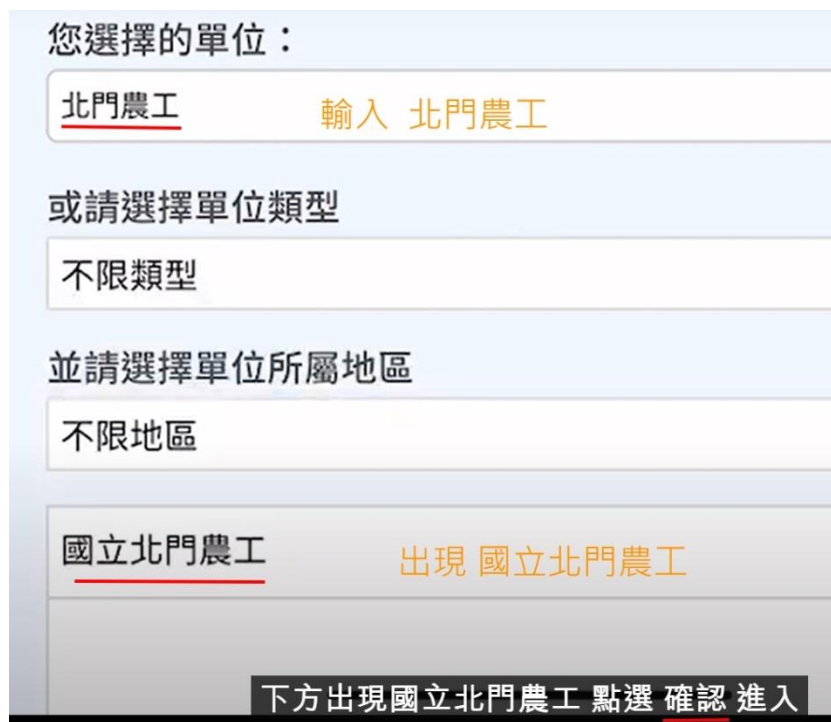 您選擇的單位：
北門農工 輸入 北門農工
或請選擇單位類型
不限類型
並請選擇單位所屬地區
不限地區
國立北門農工 出現 國立北門農工
下方出現國立北門農工 點選 確認 進入